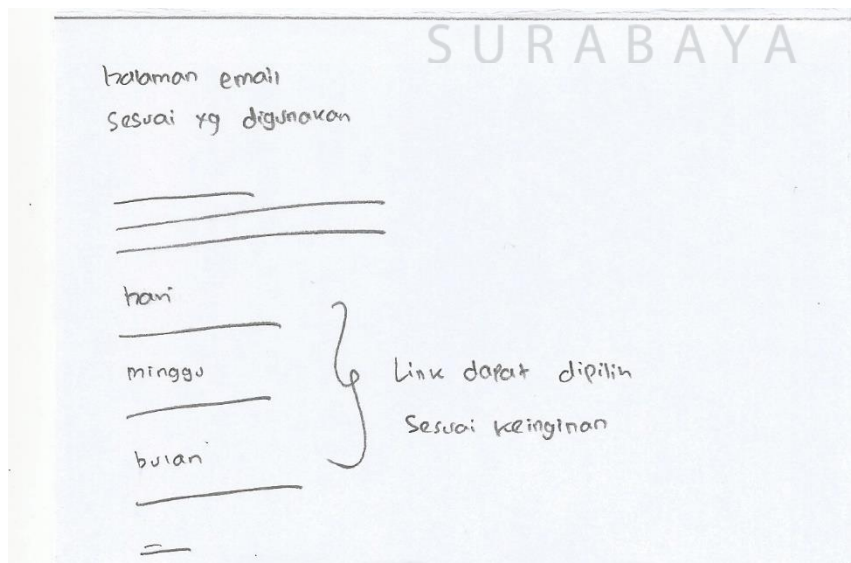 SURABAYA
halaman email
sesuai yg digunakan
hari
minggu
bulan
Link dapat dipilih
sesuai keinginan